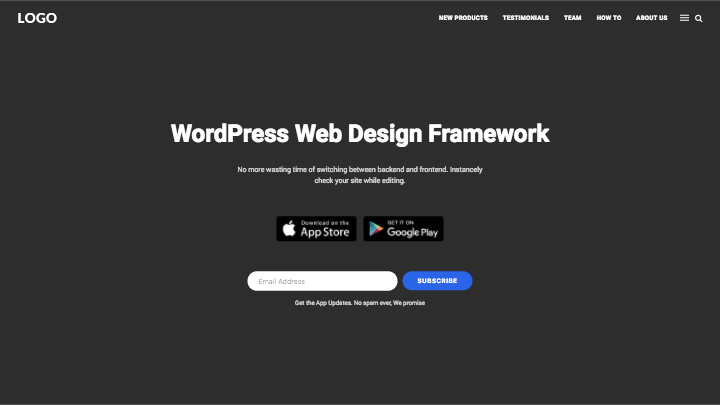 LOGO
NEW PRODUCTS TESTIMONIALS TEAM HOW TO ABOUT US
WordPress Web Design Framework
No more wasting time of switching between backend and frontend. Instancely
check your site while editing.
Download on the
App Store
GET IT ON
Google Play
Email Address
SUBSCRIBE
Get the App Updates. No spam ever, We promise